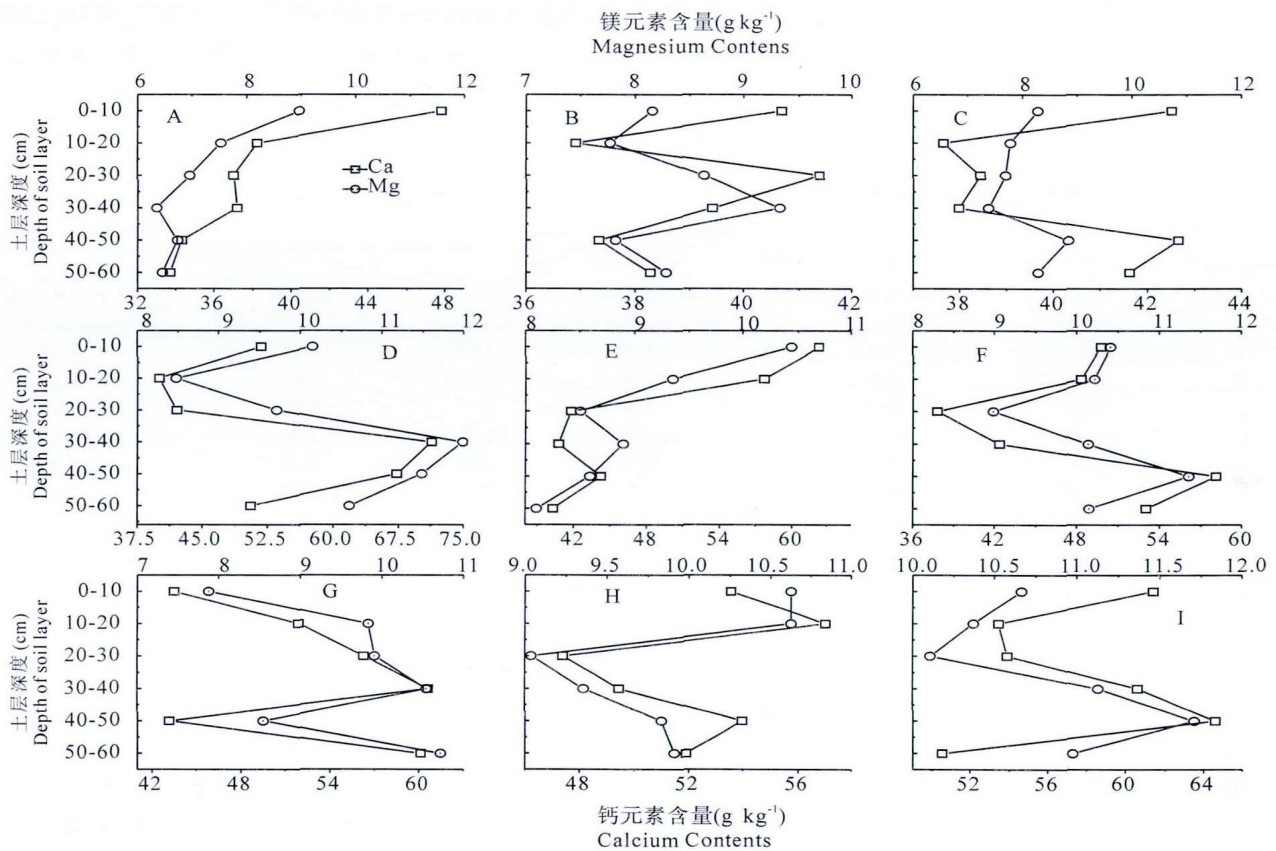 镁元素含量(g kg⁻¹)
Magnesium Contens
6 8 10 12
7 8 9 10
6 8 10 12
土层深度 (cm)
Depth of soil layer
0-10
10-20
20-30
30-40
40-50
50-60
A
Ca
Mg
B
C
32 36 40 44 48
36 38 40 42
38 40 42 44
8 9 10 11 12
8 9 10 11
8 9 10 11 12
土层深度 (cm)
Depth of soil layer
0-10
10-20
20-30
30-40
40-50
50-60
D
E
F
37.5 45.0 52.5 60.0 67.5 75.0
42 48 54 60
36 42 48 54 60
7 8 9 10 11
9.0 9.5 10.0 10.5 11.0
10.0 10.5 11.0 11.5 12.0
土层深度 (cm)
Depth of soil layer
0-10
10-20
20-30
30-40
40-50
50-60
G
H
I
42 48 54 60
48 52 56
52 56 60 64
钙元素含量(g kg⁻¹)
Calcium Contents